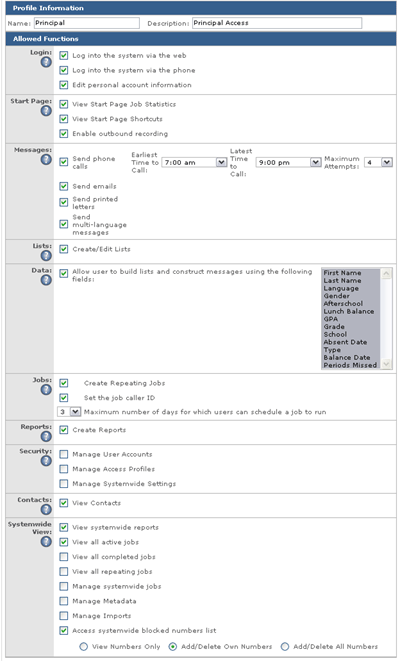 Profile Information
Name: Principal Description: Principal Access
Allowed Functions
Login: Log into the system via the web
Log into the system via the phone
Edit personal account information
Start Page: View Start Page Job Statistics
View Start Page Shortcuts
Enable outbound recording
Messages: Send phone calls Earliest Time to Call: 7:00 am Latest Time to Call: 9:00 pm Maximum Attempts: 4
Send emails
Send printed letters
Send multi-language messages
Lists: Create/Edit Lists
Data: Allow user to build lists and construct messages using the following fields:
First Name
Last Name
Language
Gender
Afterschool
Lunch Balance
GPA
Grade
School
Absent Date
Type
Balance Date
Periods Missed
Jobs: Create Repeating Jobs
Set the job caller ID
3 Maximum number of days for which users can schedule a job to run
Reports: Create Reports
Security: Manage User Accounts
Manage Access Profiles
Manage Systemwide Settings
Contacts: View Contacts
Systemwide View: View systemwide reports
View all active jobs
View all completed jobs
View all repeating jobs
Manage systemwide jobs
Manage Metadata
Manage Imports
Access systemwide blocked numbers list
View Numbers Only Add/Delete Own Numbers Add/Delete All Numbers